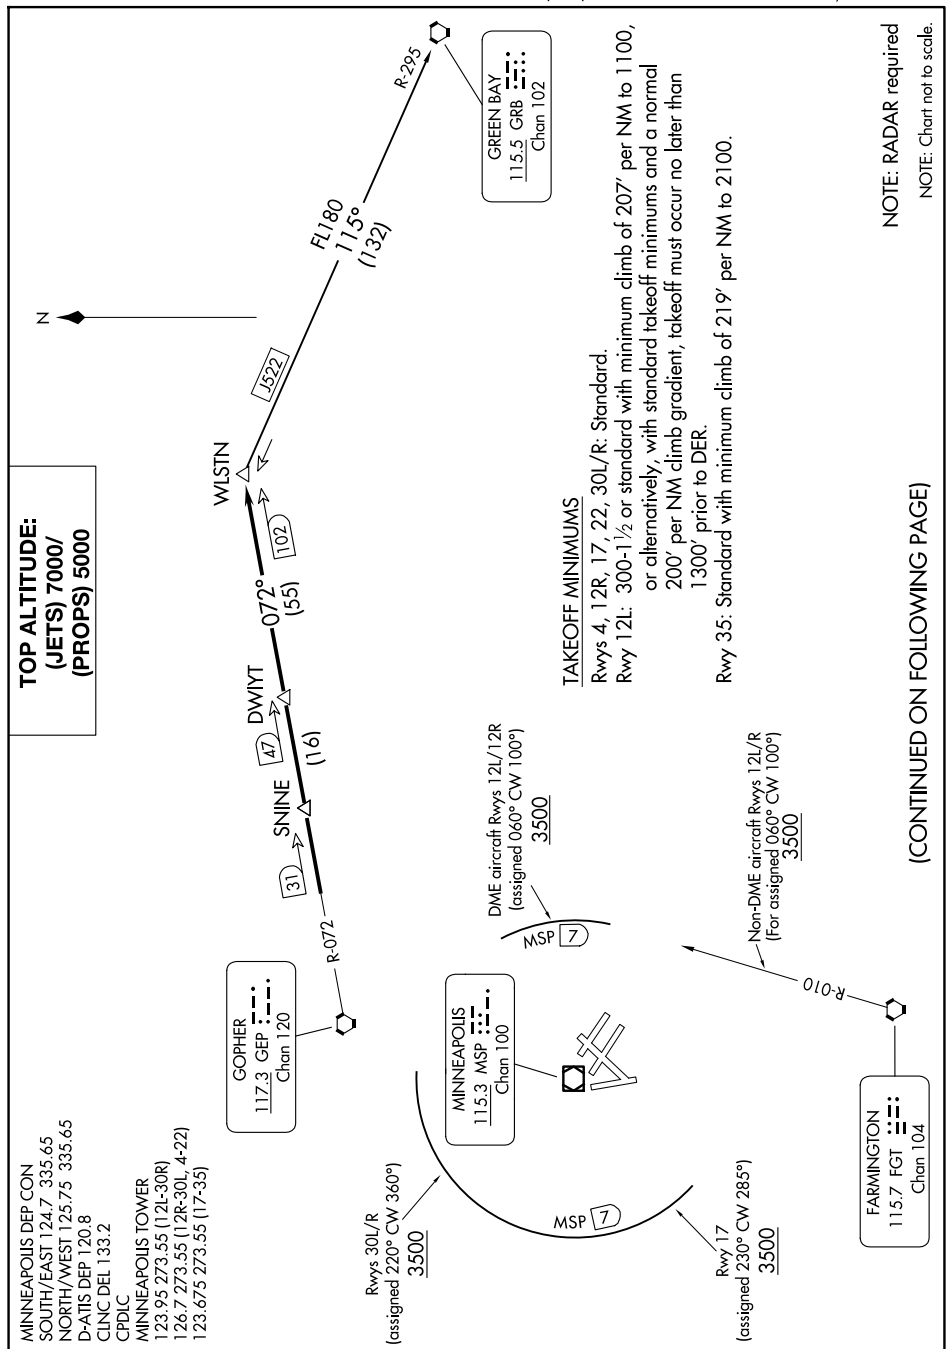 TOP ALTITUDE:
(JETS) 7000/
(PROPS) 5000
MINNEAPOLIS DEP CON
SOUTH/EAST 124.7 335.65
NORTH/WEST 125.75 335.65
D-ATIS DEP 120.8
CLNC DEL 133.2
CPDLC
MINNEAPOLIS TOWER
123.95 273.55 (12L-30R)
126.7 273.55 (12R-30L, 4-22)
123.675 273.55 (17-35)
GOPHER
117.3 GEP
Chan 120
R-072
31
SNINE
(16)
47
DWIYT
072°
(55)
102
WLSTN
J522
N
FL180
115°
(132)
R-295
GREEN BAY
115.5 GRB
Chan 102
Rwys 30L/R
(assigned 220° CW 360°)
3500
MSP 7
MINNEAPOLIS
115.3 MSP
Chan 100
MSP 7
DME aircraft Rwys 12L/12R
(assigned 060° CW 100°)
3500
Rwy 17
(assigned 230° CW 285°)
3500
FARMINGTON
115.7 FGT
Chan 104
R-010
Non-DME aircraft Rwys 12L/R
(For assigned 060° CW 100°)
3500
TAKEOFF MINIMUMS
Rwys 4, 12R, 17, 22, 30L/R: Standard.
Rwy 12L: 300-1½ or standard with minimum climb of 207' per NM to 1100,
or alternatively, with standard takeoff minimums and a normal
200' per NM climb gradient, takeoff must occur no later than
1300' prior to DER.
Rwy 35: Standard with minimum climb of 219' per NM to 2100.
NOTE: RADAR required
NOTE: Chart not to scale.
(CONTINUED ON FOLLOWING PAGE)